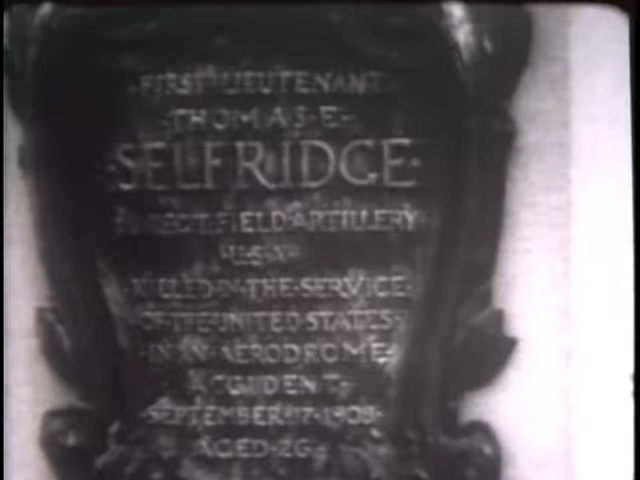 ·FIRST·LIEUTENANT·
·THOMAS·E·
·SELFRIDGE·
REGT·FIELD·ARTILLERY
·U·S·A·
·KILLED·IN·THE·SERVICE·
·OF·THE·UNITED·STATES·
·IN·AN·AERODROME·
ACCIDENT·
·SEPTEMBER·17·1908·
AGED·26·